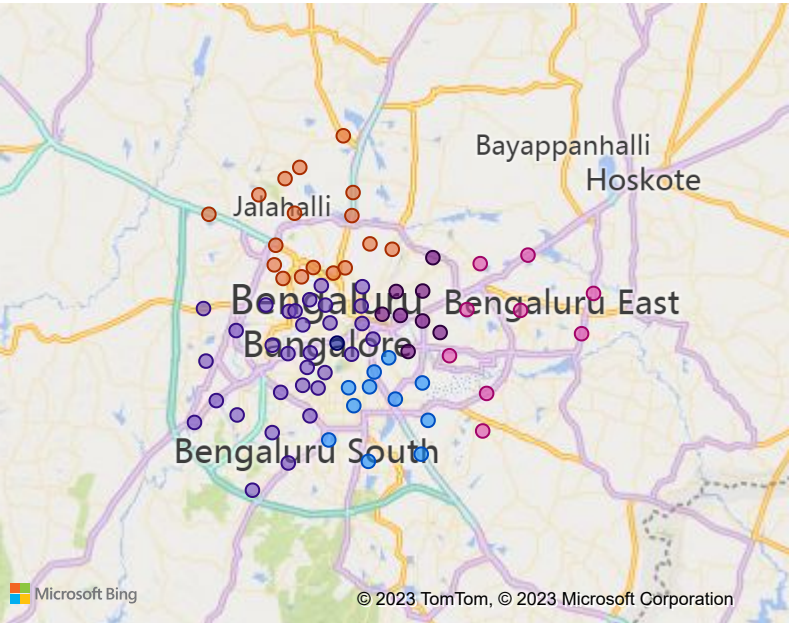 Bayappanhalli
Hoskote
Jalahalli
Bengaluru
Bengaluru East
Bangalore
Bengaluru South
Microsoft Bing
© 2023 TomTom, © 2023 Microsoft Corporation